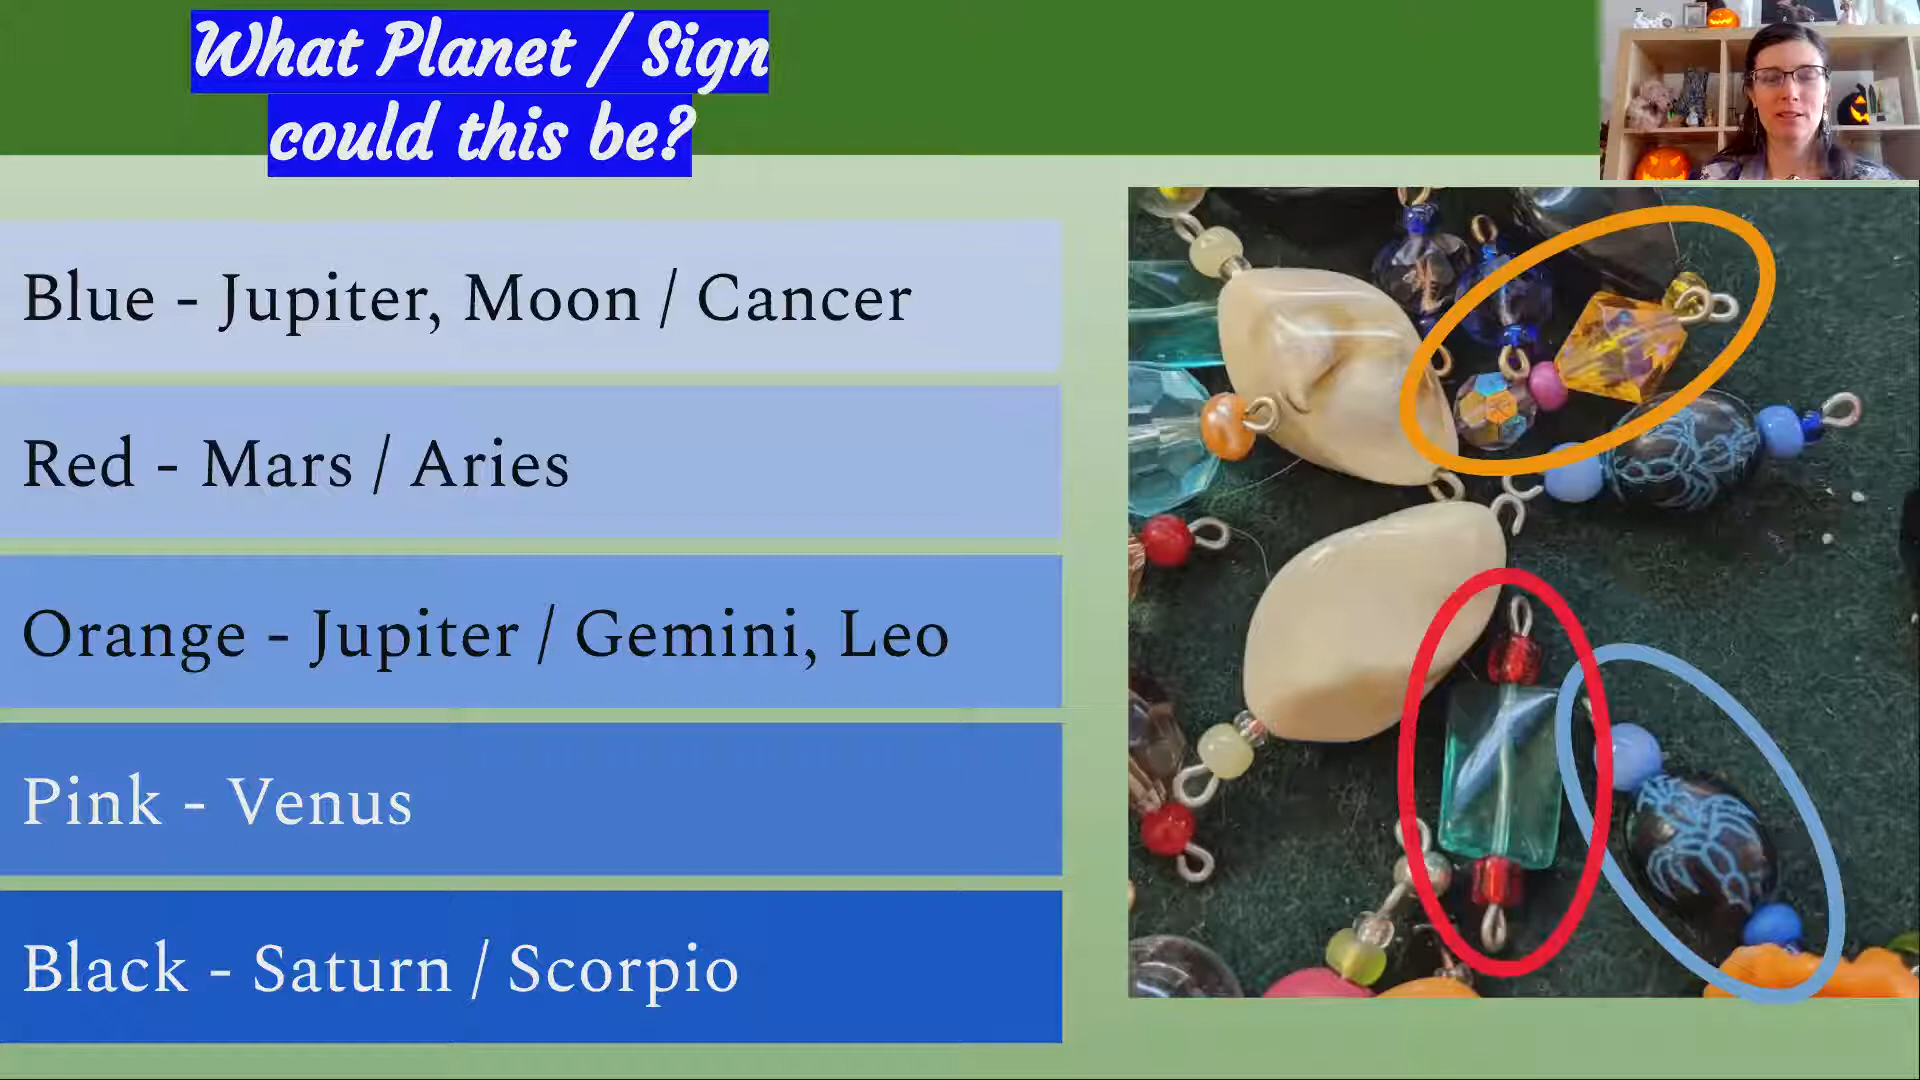 What Planet / Sign
could this be?
Blue - Jupiter, Moon / Cancer
Red - Mars / Aries
Orange - Jupiter / Gemini, Leo
Pink - Venus
Black - Saturn / Scorpio